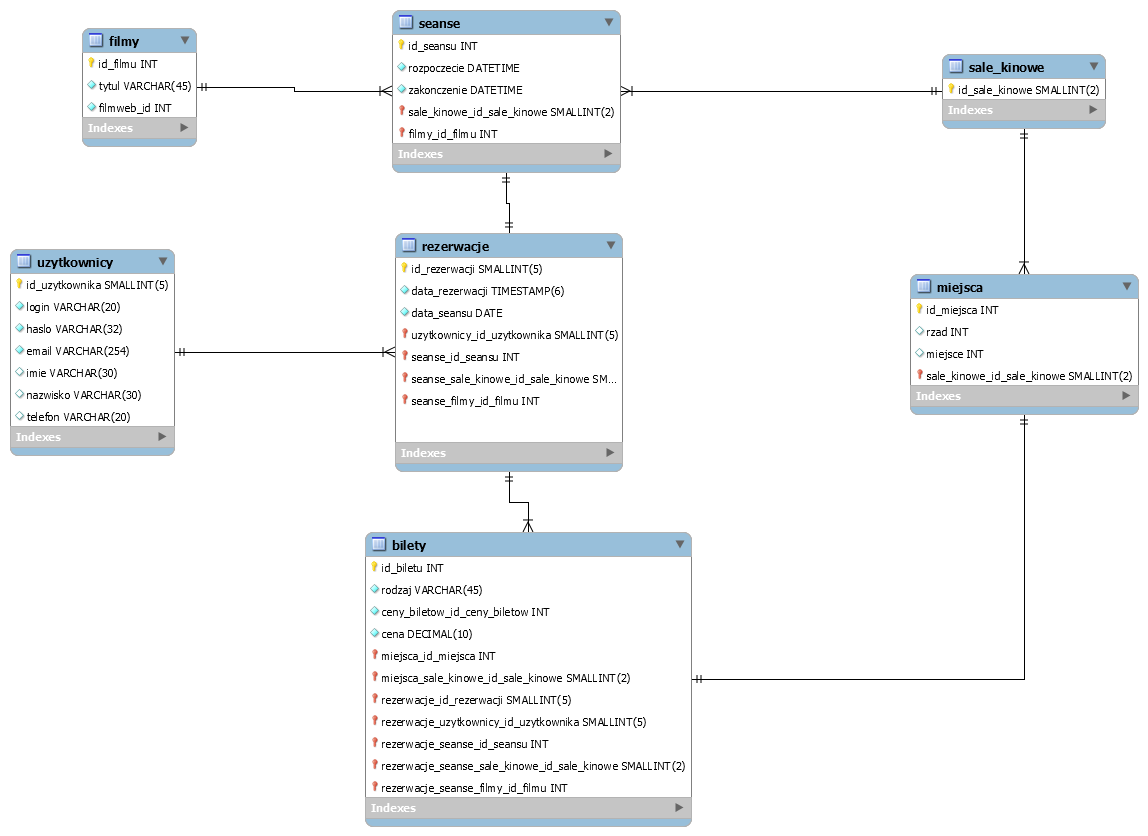 filmy
id_filmu INT
tytul VARCHAR(45)
filmweb_id INT
Indexes
seanse
id_seansu INT
rozpoczecie DATETIME
zakonczenie DATETIME
sale_kinowe_id_sale_kinowe SMALLINT(2)
filmy_id_filmu INT
Indexes
sale_kinowe
id_sale_kinowe SMALLINT(2)
Indexes
uzytkownicy
id_uzytkownika SMALLINT(5)
login VARCHAR(20)
haslo VARCHAR(32)
email VARCHAR(254)
imie VARCHAR(30)
nazwisko VARCHAR(30)
telefon VARCHAR(20)
Indexes
rezerwacje
id_rezerwacji SMALLINT(5)
data_rezerwacji TIMESTAMP(6)
data_seansu DATE
uzytkownicy_id_uzytkownika SMALLINT(5)
seanse_id_seansu INT
seanse_sale_kinowe_id_sale_kinowe SM...
seanse_filmy_id_filmu INT
Indexes
miejsca
id_miejsca INT
rzad INT
miejsce INT
sale_kinowe_id_sale_kinowe SMALLINT(2)
Indexes
bilety
id_biletu INT
rodzaj VARCHAR(45)
ceny_biletow_id_ceny_biletow INT
cena DECIMAL(10)
miejsca_id_miejsca INT
miejsca_sale_kinowe_id_sale_kinowe SMALLINT(2)
rezerwacje_id_rezerwacji SMALLINT(5)
rezerwacje_uzytkownicy_id_uzytkownika SMALLINT(5)
rezerwacje_seanse_id_seansu INT
rezerwacje_seanse_sale_kinowe_id_sale_kinowe SMALLINT(2)
rezerwacje_seanse_filmy_id_filmu INT
Indexes